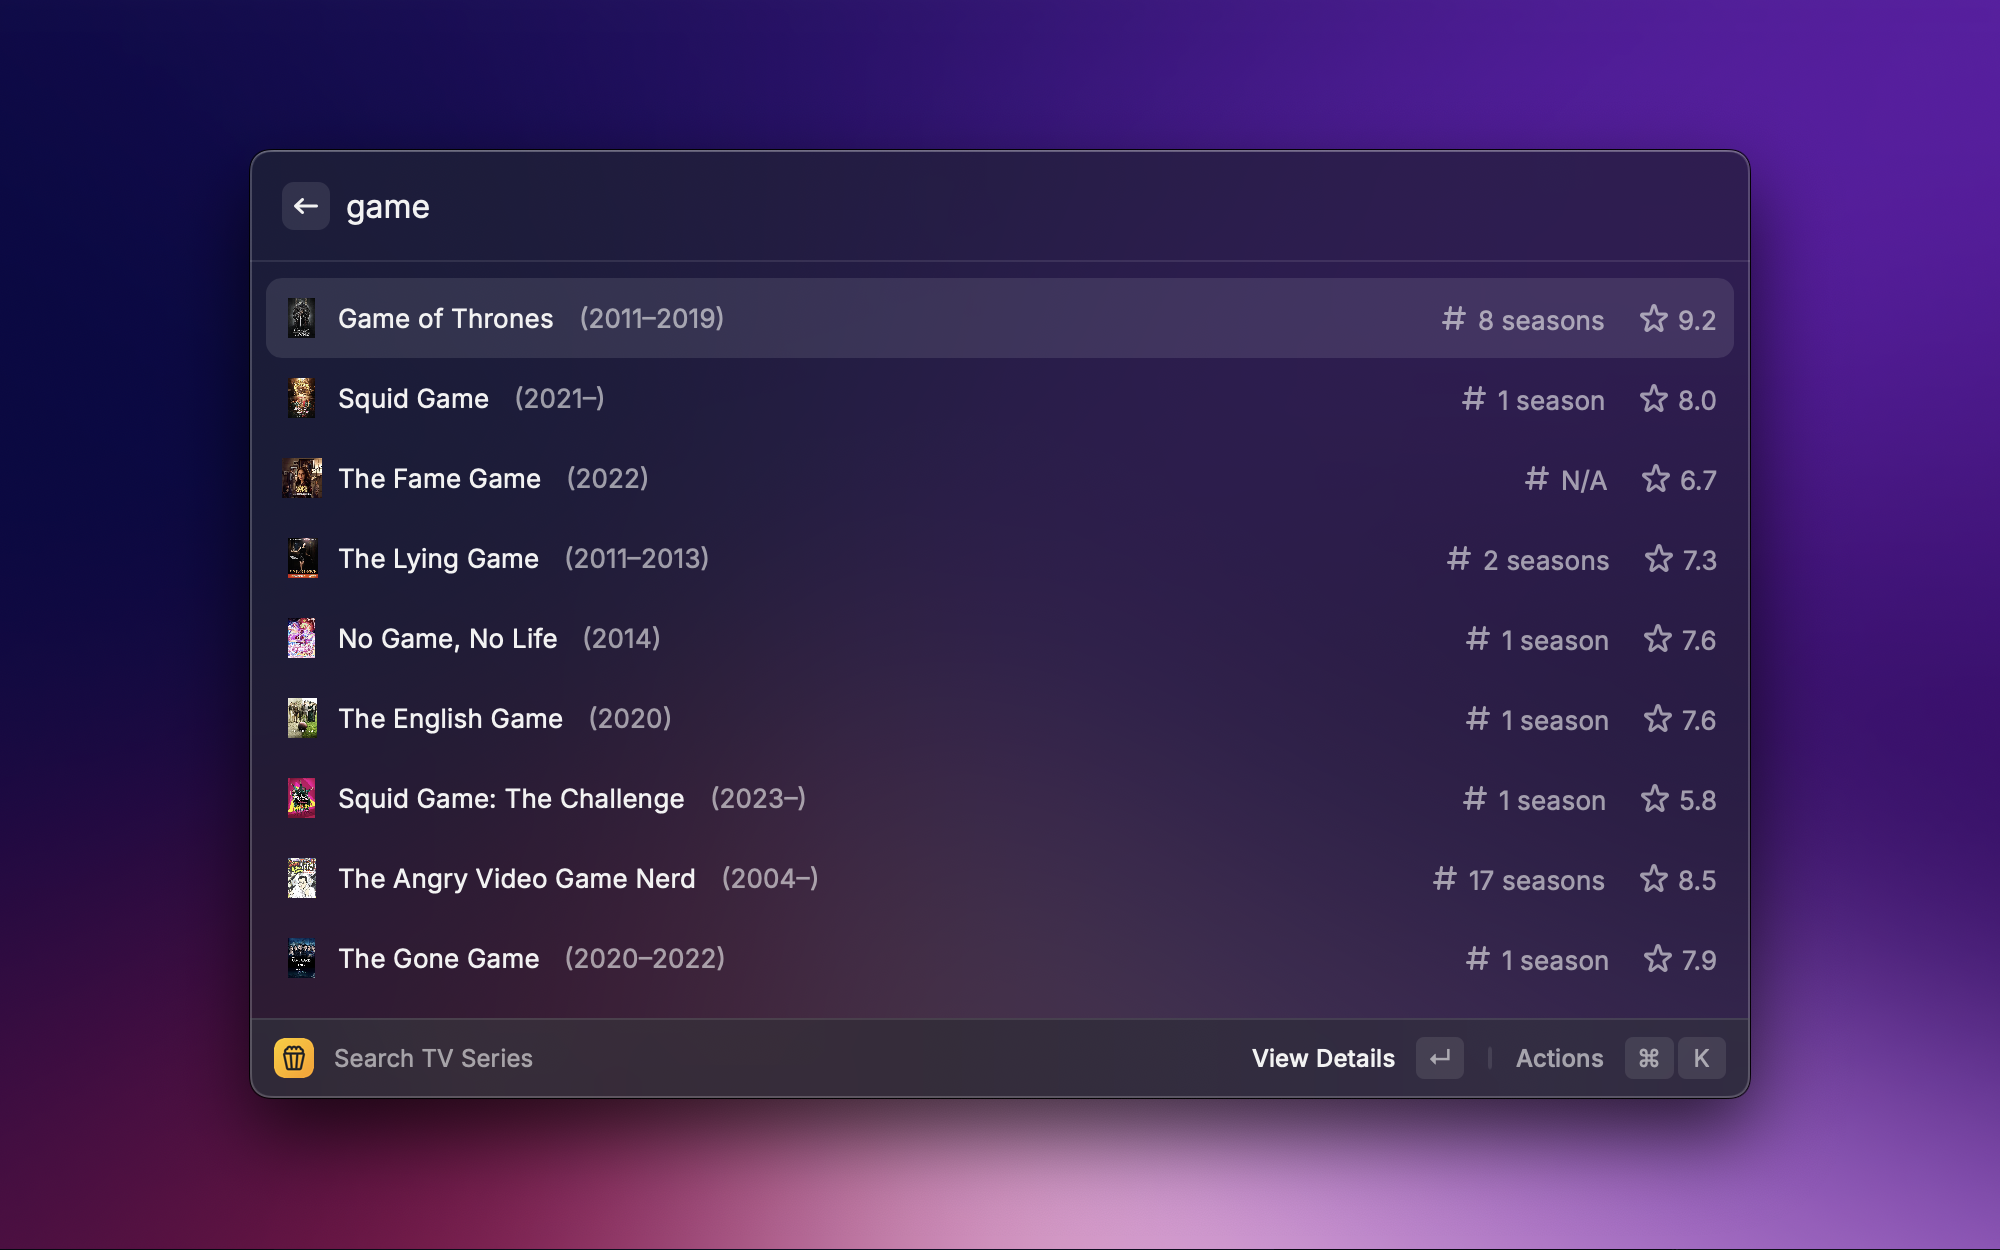 game
Game of Thrones (2011–2019) # 8 seasons 9.2
Squid Game (2021–) # 1 season 8.0
The Fame Game (2022) # N/A 6.7
The Lying Game (2011–2013) # 2 seasons 7.3
No Game, No Life (2014) # 1 season 7.6
The English Game (2020) # 1 season 7.6
Squid Game: The Challenge (2023–) # 1 season 5.8
The Angry Video Game Nerd (2004–) # 17 seasons 8.5
The Gone Game (2020–2022) # 1 season 7.9
Search TV Series View Details ↵ Actions ⌘ K